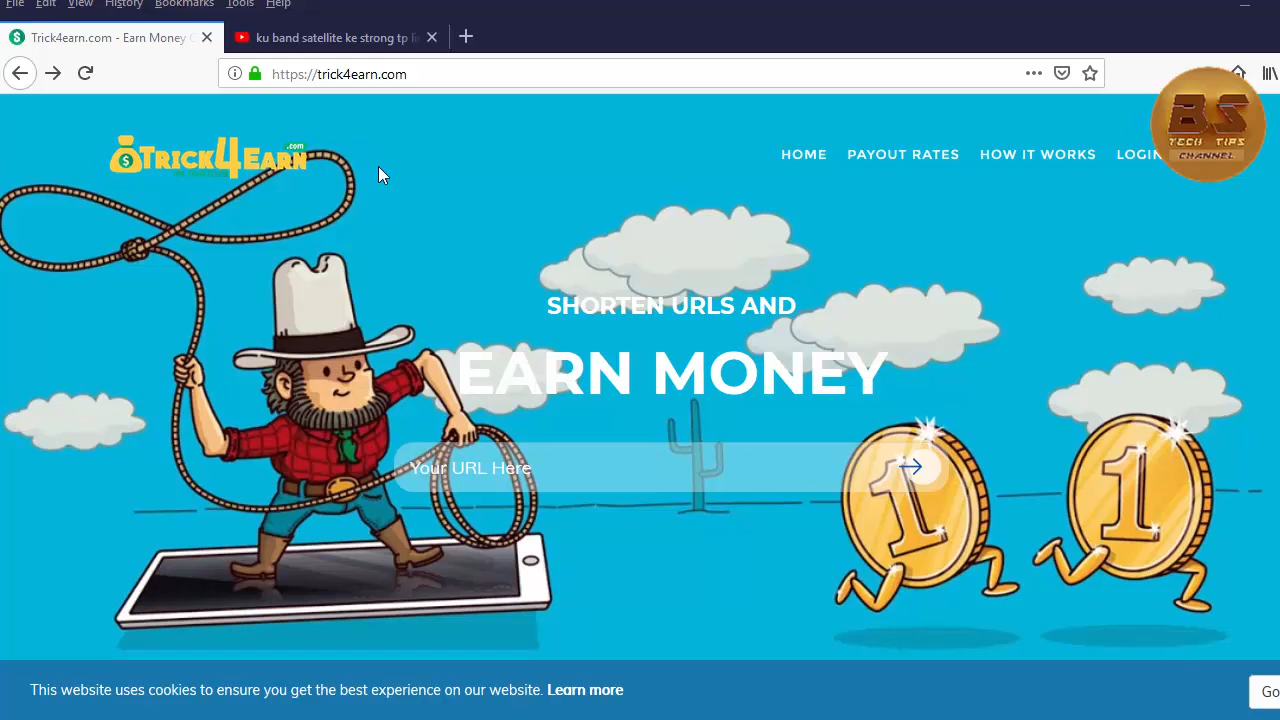 File Edit View History Bookmarks Tools Help
Trick4earn.com - Earn Money
ku band satellite ke strong tp
https://trick4earn.com
TRICK4EARN .com
HOME PAYOUT RATES HOW IT WORKS LOGIN
BS
TECH TIPS
CHANNEL
SHORTEN URLS AND
EARN MONEY
Your URL Here
1 1
This website uses cookies to ensure you get the best experience on our website. Learn more
Go